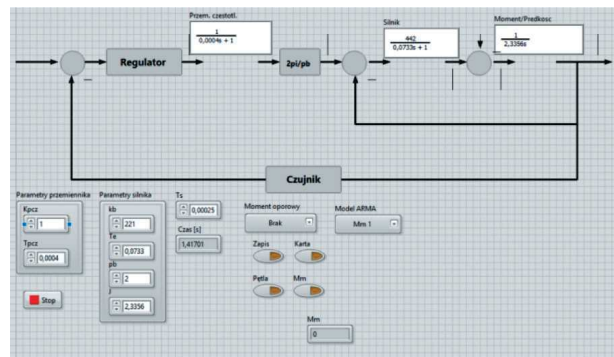 Przem. czestotl.
1
0,0004s + 1
Silnik
442
0,0733s + 1
Moment/Predkosc
1
2,3356s
Regulator
2pi/pb
Czujnik
Parametry przemiennika
Kpcz
1
Tpcz
0,0004
Stop
Parametry silnika
kb
221
Te
0,0733
pb
2
J
2,3356
Ts
0,00025
Czas [s]
1,41701
Moment oporowy
Brak
Model ARMA
Mm 1
Zapis
Karta
Pętla
Mm
Mm
0